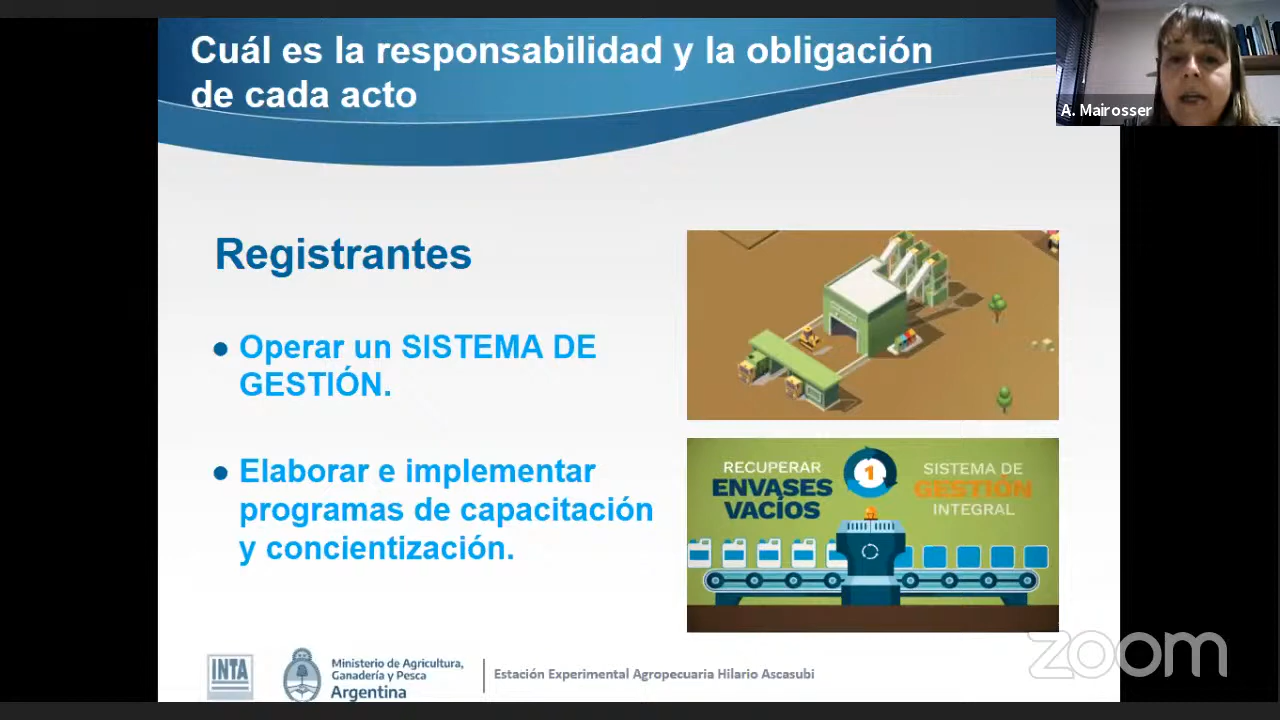 Cuál es la responsabilidad y la obligación
de cada acto
A. Mairosser
Registrantes
Operar un SISTEMA DE
GESTIÓN.
Elaborar e implementar
programas de capacitación
y concientización.
RECUPERAR
ENVASES
VACÍOS
1
SISTEMA DE
GESTIÓN
INTEGRAL
INTA
Ministerio de Agricultura,
Ganadería y Pesca
Argentina
Estación Experimental Agropecuaria Hilario Ascasubi
zoom